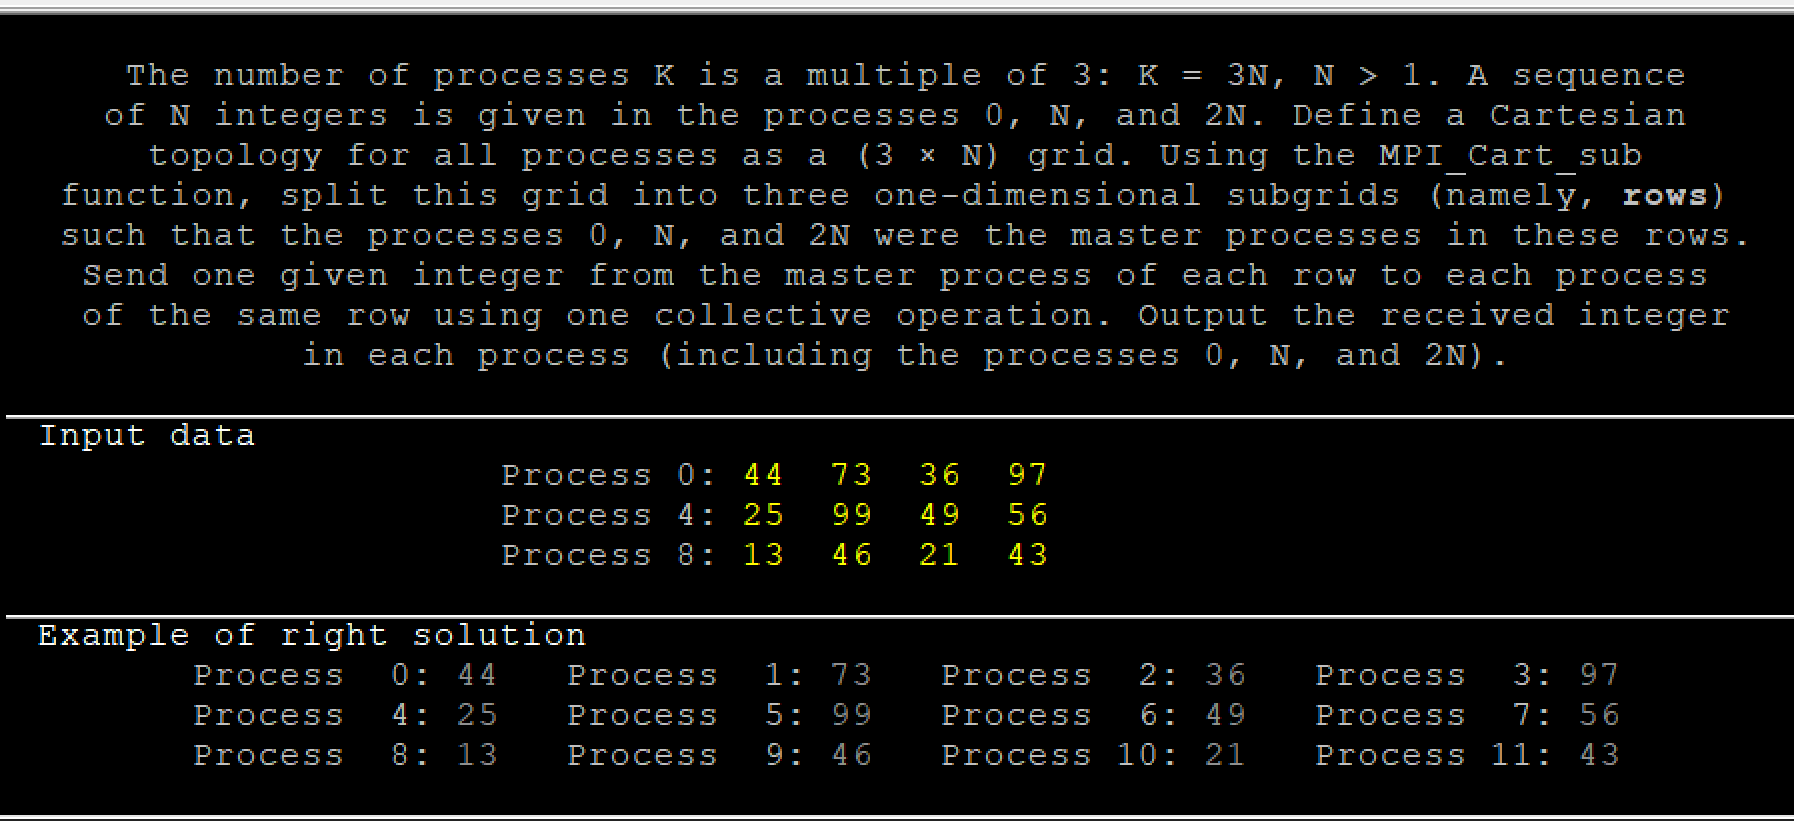 The number of processes K is a multiple of 3: K = 3N, N > 1. A sequence
of N integers is given in the processes 0, N, and 2N. Define a Cartesian
topology for all processes as a (3 × N) grid. Using the MPI_Cart_sub
function, split this grid into three one-dimensional subgrids (namely, rows)
such that the processes 0, N, and 2N were the master processes in these rows.
Send one given integer from the master process of each row to each process
of the same row using one collective operation. Output the received integer
in each process (including the processes 0, N, and 2N).
Input data
Process 0: 44 73 36 97
Process 4: 25 99 49 56
Process 8: 13 46 21 43
Example of right solution
Process 0: 44 Process 1: 73 Process 2: 36 Process 3: 97
Process 4: 25 Process 5: 99 Process 6: 49 Process 7: 56
Process 8: 13 Process 9: 46 Process 10: 21 Process 11: 43